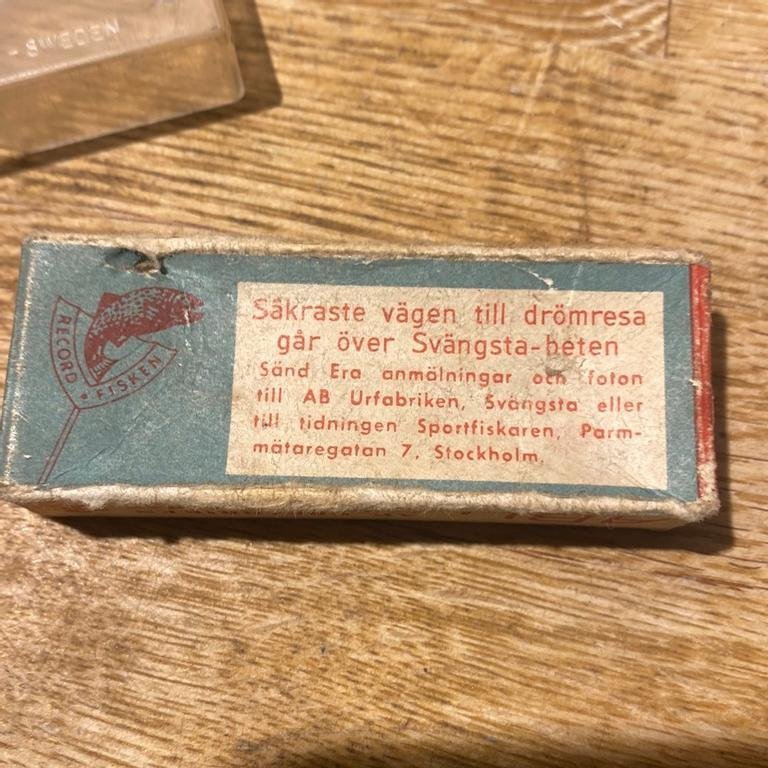 - SWEDEN
RECORD
FISKEN
Säkraste vägen till drömresa
går över Svängsta-beten
Sänd Era anmälningar och foton
till AB Urfabriken, Svängsta eller
till tidningen Sportfiskaren, Parm-
mätaregatan 7, Stockholm.